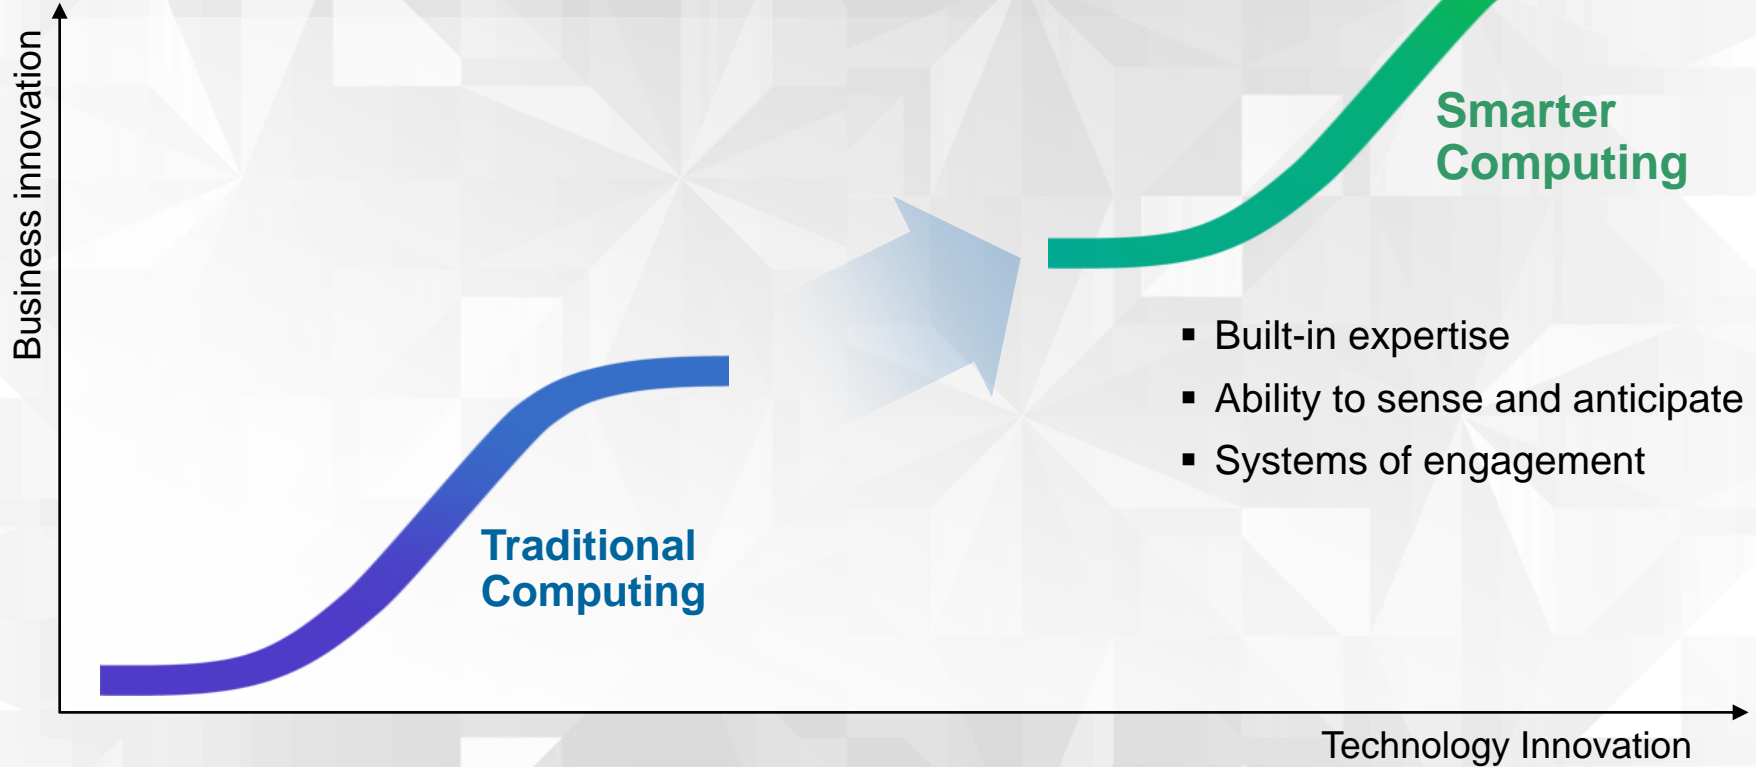 Business innovation
Smarter
Computing
▪ Built-in expertise
▪ Ability to sense and anticipate
▪ Systems of engagement
Traditional
Computing
Technology Innovation